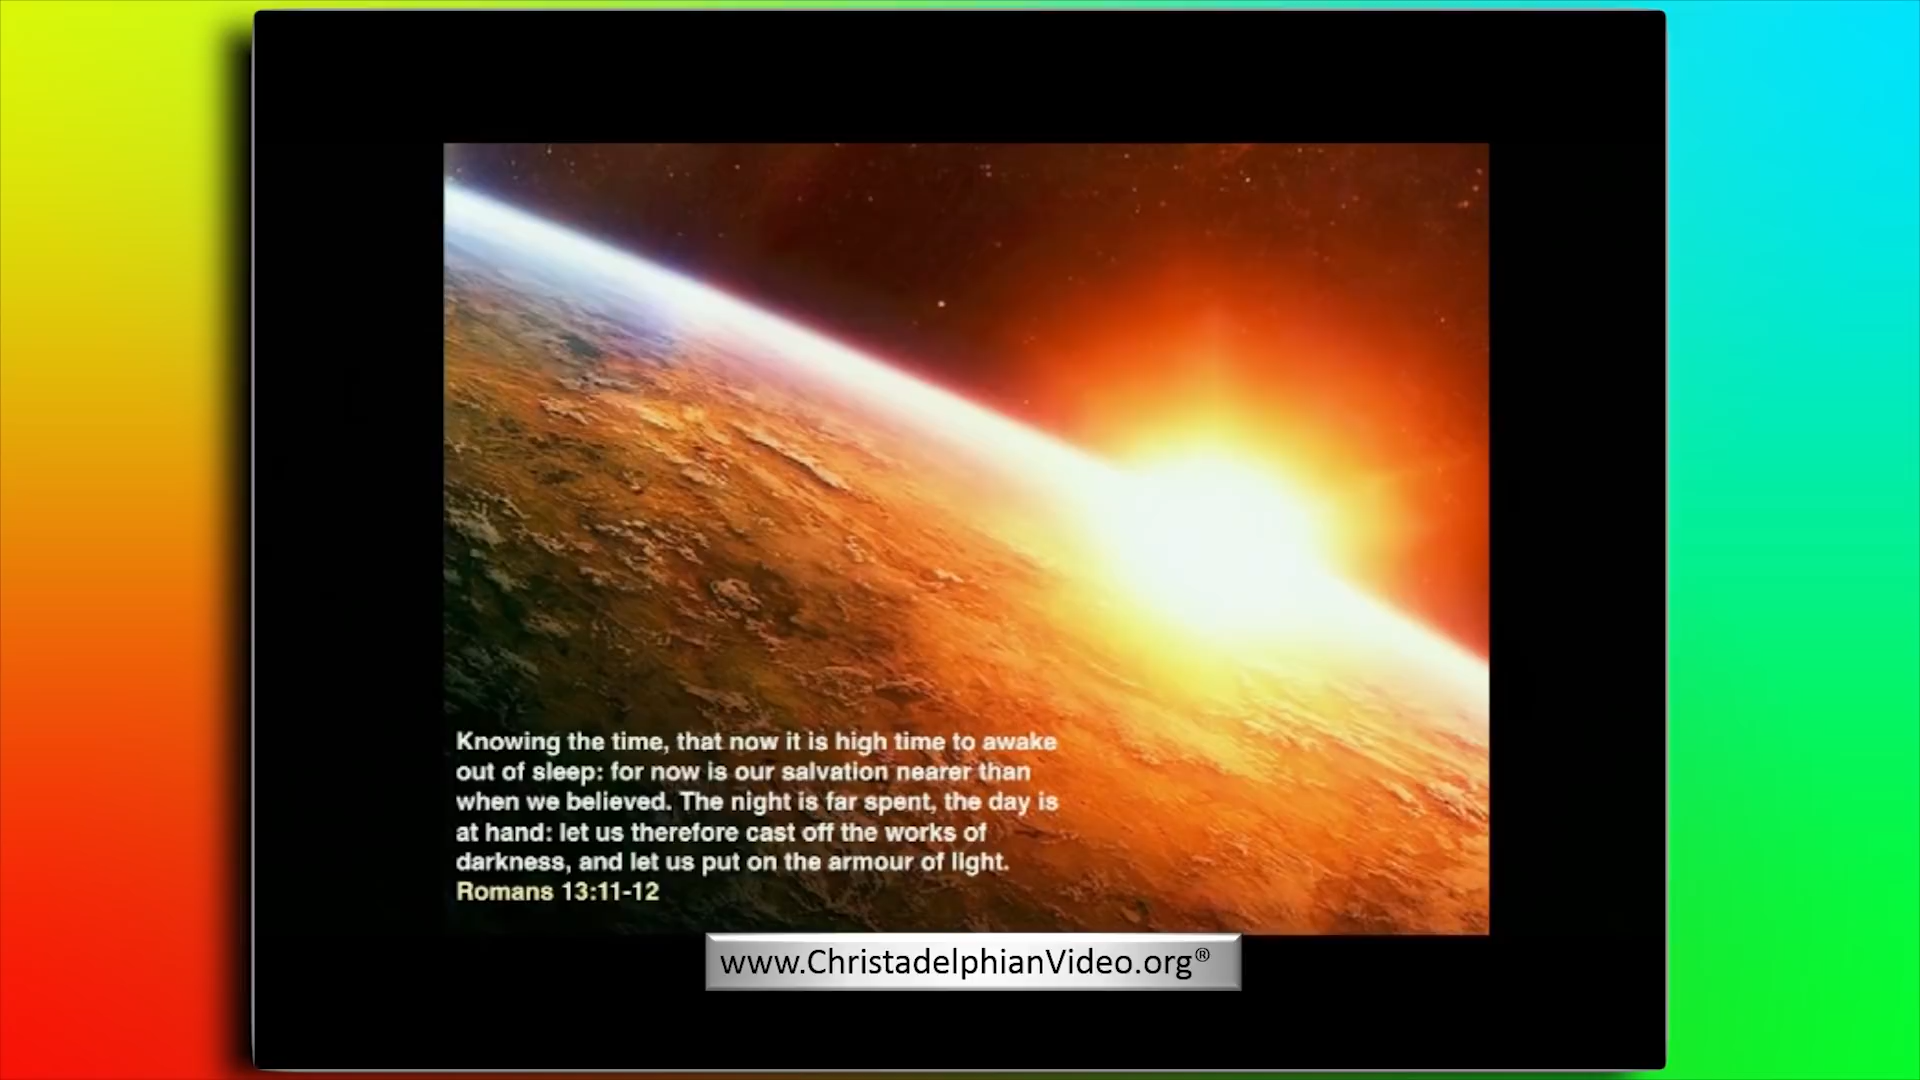 Knowing the time, that now it is high time to awake
out of sleep: for now is our salvation nearer than
when we believed. The night is far spent, the day is
at hand: let us therefore cast off the works of
darkness, and let us put on the armour of light.
Romans 13:11-12
www.ChristadelphianVideo.org®